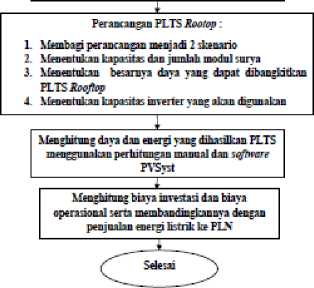 Perancangan PLTS Rootop :
1. Membagi perancangan menjadi 2 skenario
2. Menentukan kapasitas dan jumlah modul surya
3. Menentukan besarnya daya yang dapat dibangkitkan
PLTS Rooftop
4. Menentukan kapasitas inverter yang akan digunakan
Menghitung daya dan energi yang dihasilkan PLTS
menggunakan perhitungan manual dan software
PVSyst
Menghitung biaya investasi dan biaya
operasional serta membandingkannya dengan
penjualan energi listrik ke PLN
Selesai